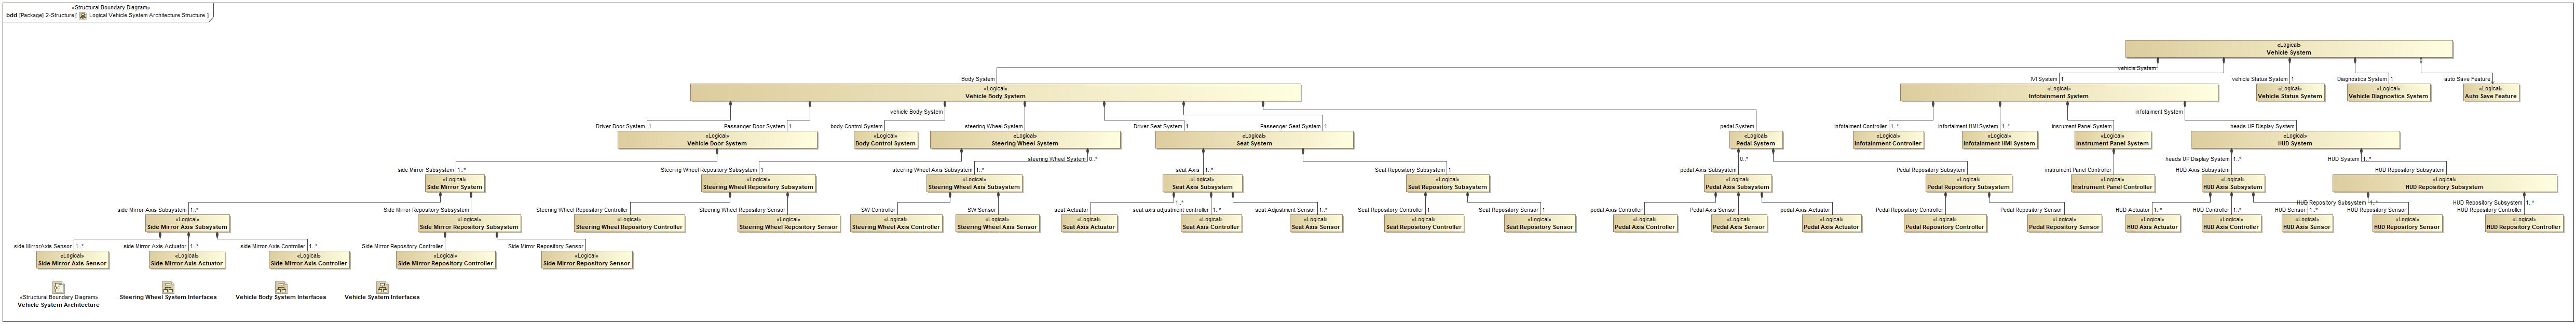 «Structural Boundary Diagram»
bdd [Package] 2-Structure [ Logical Vehicle System Architecture Structure ]
«Logical»
Vehicle System
Body System
vehicle System
IVI System 1
vehicle Status System 1
Diagnostics System 1
auto Save Feature
«Logical»
Vehicle Body System
«Logical»
Infotainment System
«Logical»
Vehicle Status System
«Logical»
Vehicle Diagnostics System
«Logical»
Auto Save Feature
vehicle Body System
infotaiment System
Driver Door System 1
Passanger Door System 1
body Control System
steering Wheel System
Driver Seat System 1
Passenger Seat System 1
pedal System
infotaiment Controller 1..*
infortaiment HMI System 1..*
insrument Panel System
heads UP Display System
«Logical»
Vehicle Door System
«Logical»
Body Control System
«Logical»
Steering Wheel System
«Logical»
Seat System
«Logical»
Pedal System
«Logical»
Infotainment Controller
«Logical»
Infotainment HMI System
«Logical»
Instrument Panel System
«Logical»
HUD System
steering Wheel System 0..*
0..*
heads UP Display System 1..*
HUD System 1..*
side Mirror Subsystem 1..*
Steering Wheel Repository Subsystem 1
steering Wheel Axis Subsystem 1..*
seat Axis 1..*
Seat Repository Subsystem 1
pedal Axis Subsystem
Pedal Repository Subsystem
instrument Panel Controller
HUD Axis Subsystem
HUD Repository Subsystem
«Logical»
Side Mirror System
«Logical»
Steering Wheel Repository Subsystem
«Logical»
Steering Wheel Axis Subsystem
«Logical»
Seat Axis Subsystem
«Logical»
Seat Repository Subsystem
«Logical»
Pedal Axis Subsystem
«Logical»
Pedal Repository Subsystem
«Logical»
Instrument Panel Controller
«Logical»
HUD Axis Subsystem
«Logical»
HUD Repository Subsystem
1..*
HUD Repository Subsystem 1..*
HUD Repository Subsystem 1..*
side Mirror Axis Subsystem 1..*
Side Mirror Repository Subsystem
Steering Wheel Repository Controller
Steering Wheel Repository Sensor
SW Controller
SW Sensor
seat Actuator
seat axis adjustment controller 1..*
seat Adjustment Sensor 1..*
Seat Repository Controller 1
Seat Repository Sensor 1
pedal Axis Controller
Pedal Axis Sensor
pedal Axis Actuator
Pedal Repository Controller
Pedal Repository Sensor
HUD Actuator 1..*
HUD Controller 1..*
HUD Sensor 1..*
HUD Repository Sensor
HUD Repository Controller
«Logical»
Side Mirror Axis Subsystem
«Logical»
Side Mirror Repository Subsystem
«Logical»
Steering Wheel Repository Controller
«Logical»
Steering Wheel Repository Sensor
«Logical»
Steering Wheel Axis Controller
«Logical»
Steering Wheel Axis Sensor
«Logical»
Seat Axis Actuator
«Logical»
Seat Axis Controller
«Logical»
Seat Axis Sensor
«Logical»
Seat Repository Controller
«Logical»
Seat Repository Sensor
«Logical»
Pedal Axis Controller
«Logical»
Pedal Axis Sensor
«Logical»
Pedal Axis Actuator
«Logical»
Pedal Repository Controller
«Logical»
Pedal Repository Sensor
«Logical»
HUD Axis Actuator
«Logical»
HUD Axis Controller
«Logical»
HUD Axis Sensor
«Logical»
HUD Repository Sensor
«Logical»
HUD Repository Controller
side MirrorAxis Sensor 1..*
side Mirror Axis Actuator 1..*
side Mirror Axis Controller 1..*
Side Mirror Repository Controller
Side Mirror Repository Sensor
«Logical»
Side Mirror Axis Sensor
«Logical»
Side Mirror Axis Actuator
«Logical»
Side Mirror Axis Controller
«Logical»
Side Mirror Repository Controller
«Logical»
Side Mirror Repository Sensor
«Structural Boundary Diagram»
Vehicle System Architecture
Steering Wheel System Interfaces
Vehicle Body System Interfaces
Vehicle System Interfaces